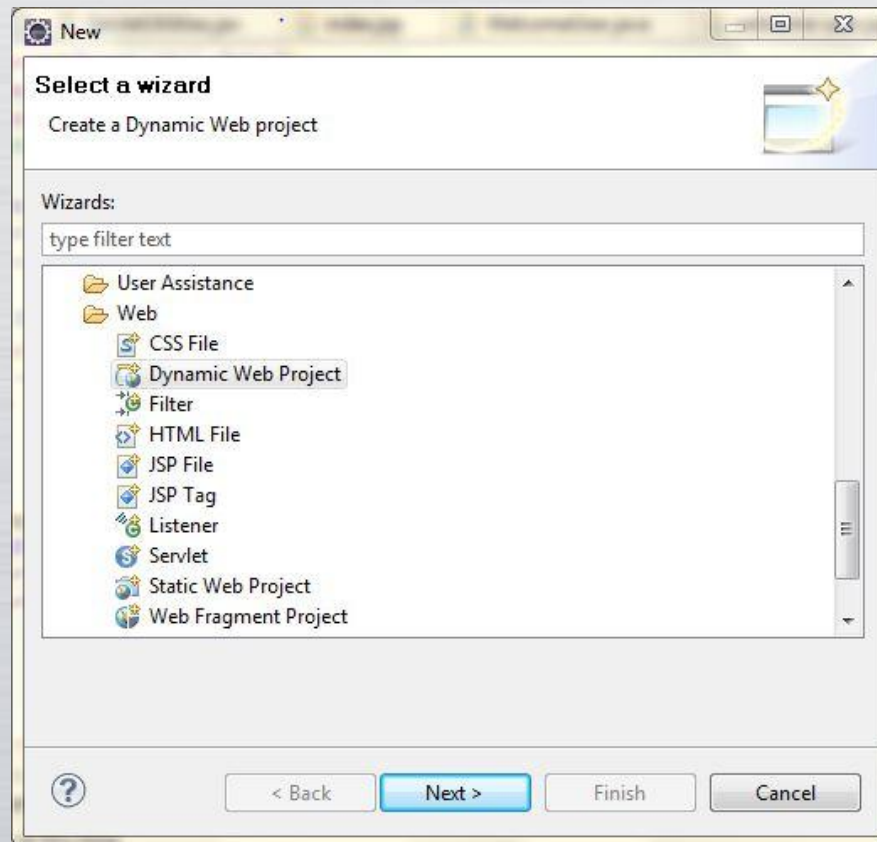 New
Select a wizard
Create a Dynamic Web project
Wizards:
type filter text
User Assistance
Web
CSS File
Dynamic Web Project
Filter
HTML File
JSP File
JSP Tag
Listener
Servlet
Static Web Project
Web Fragment Project
? < Back Next > Finish Cancel